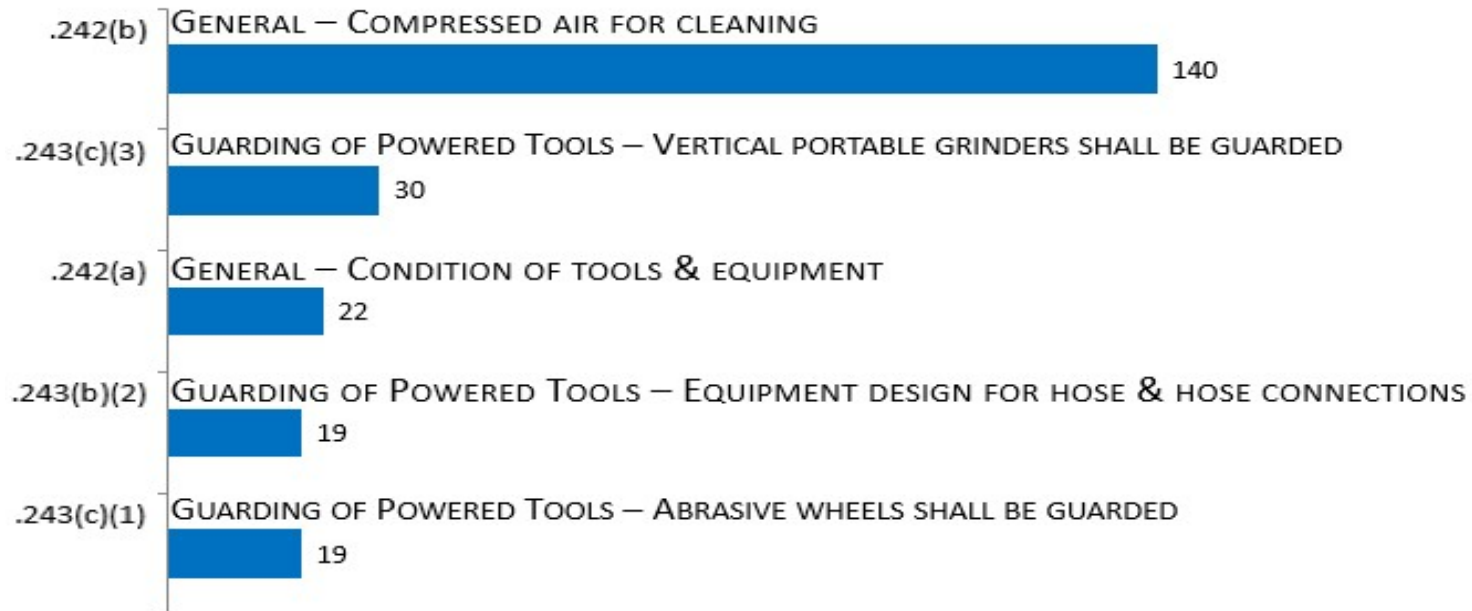 .242(b) General – Compressed air for cleaning
140
.243(c)(3) Guarding of Powered Tools – Vertical portable grinders shall be guarded
30
.242(a) General – Condition of tools & equipment
22
.243(b)(2) Guarding of Powered Tools – Equipment design for hose & hose connections
19
.243(c)(1) Guarding of Powered Tools – Abrasive wheels shall be guarded
19